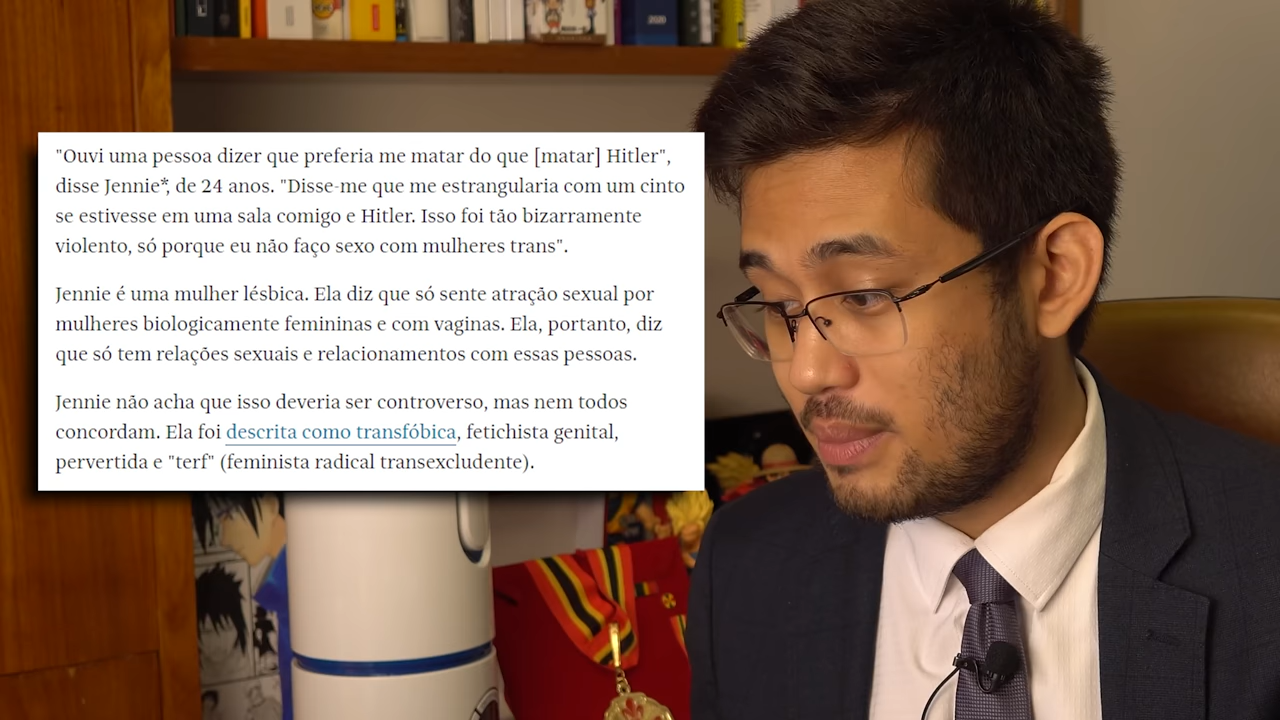 2020
"Ouvi uma pessoa dizer que preferia me matar do que [matar] Hitler",
disse Jennie*, de 24 anos. "Disse-me que me estrangularia com um cinto
se estivesse em uma sala comigo e Hitler. Isso foi tão bizarramente
violento, só porque eu não faço sexo com mulheres trans".
Jennie é uma mulher lésbica. Ela diz que só sente atração sexual por
mulheres biologicamente femininas e com vaginas. Ela, portanto, diz
que só tem relações sexuais e relacionamentos com essas pessoas.
Jennie não acha que isso deveria ser controverso, mas nem todos
concordam. Ela foi descrita como transfóbica, fetichista genital,
pervertida e "terf" (feminista radical transexcludente).